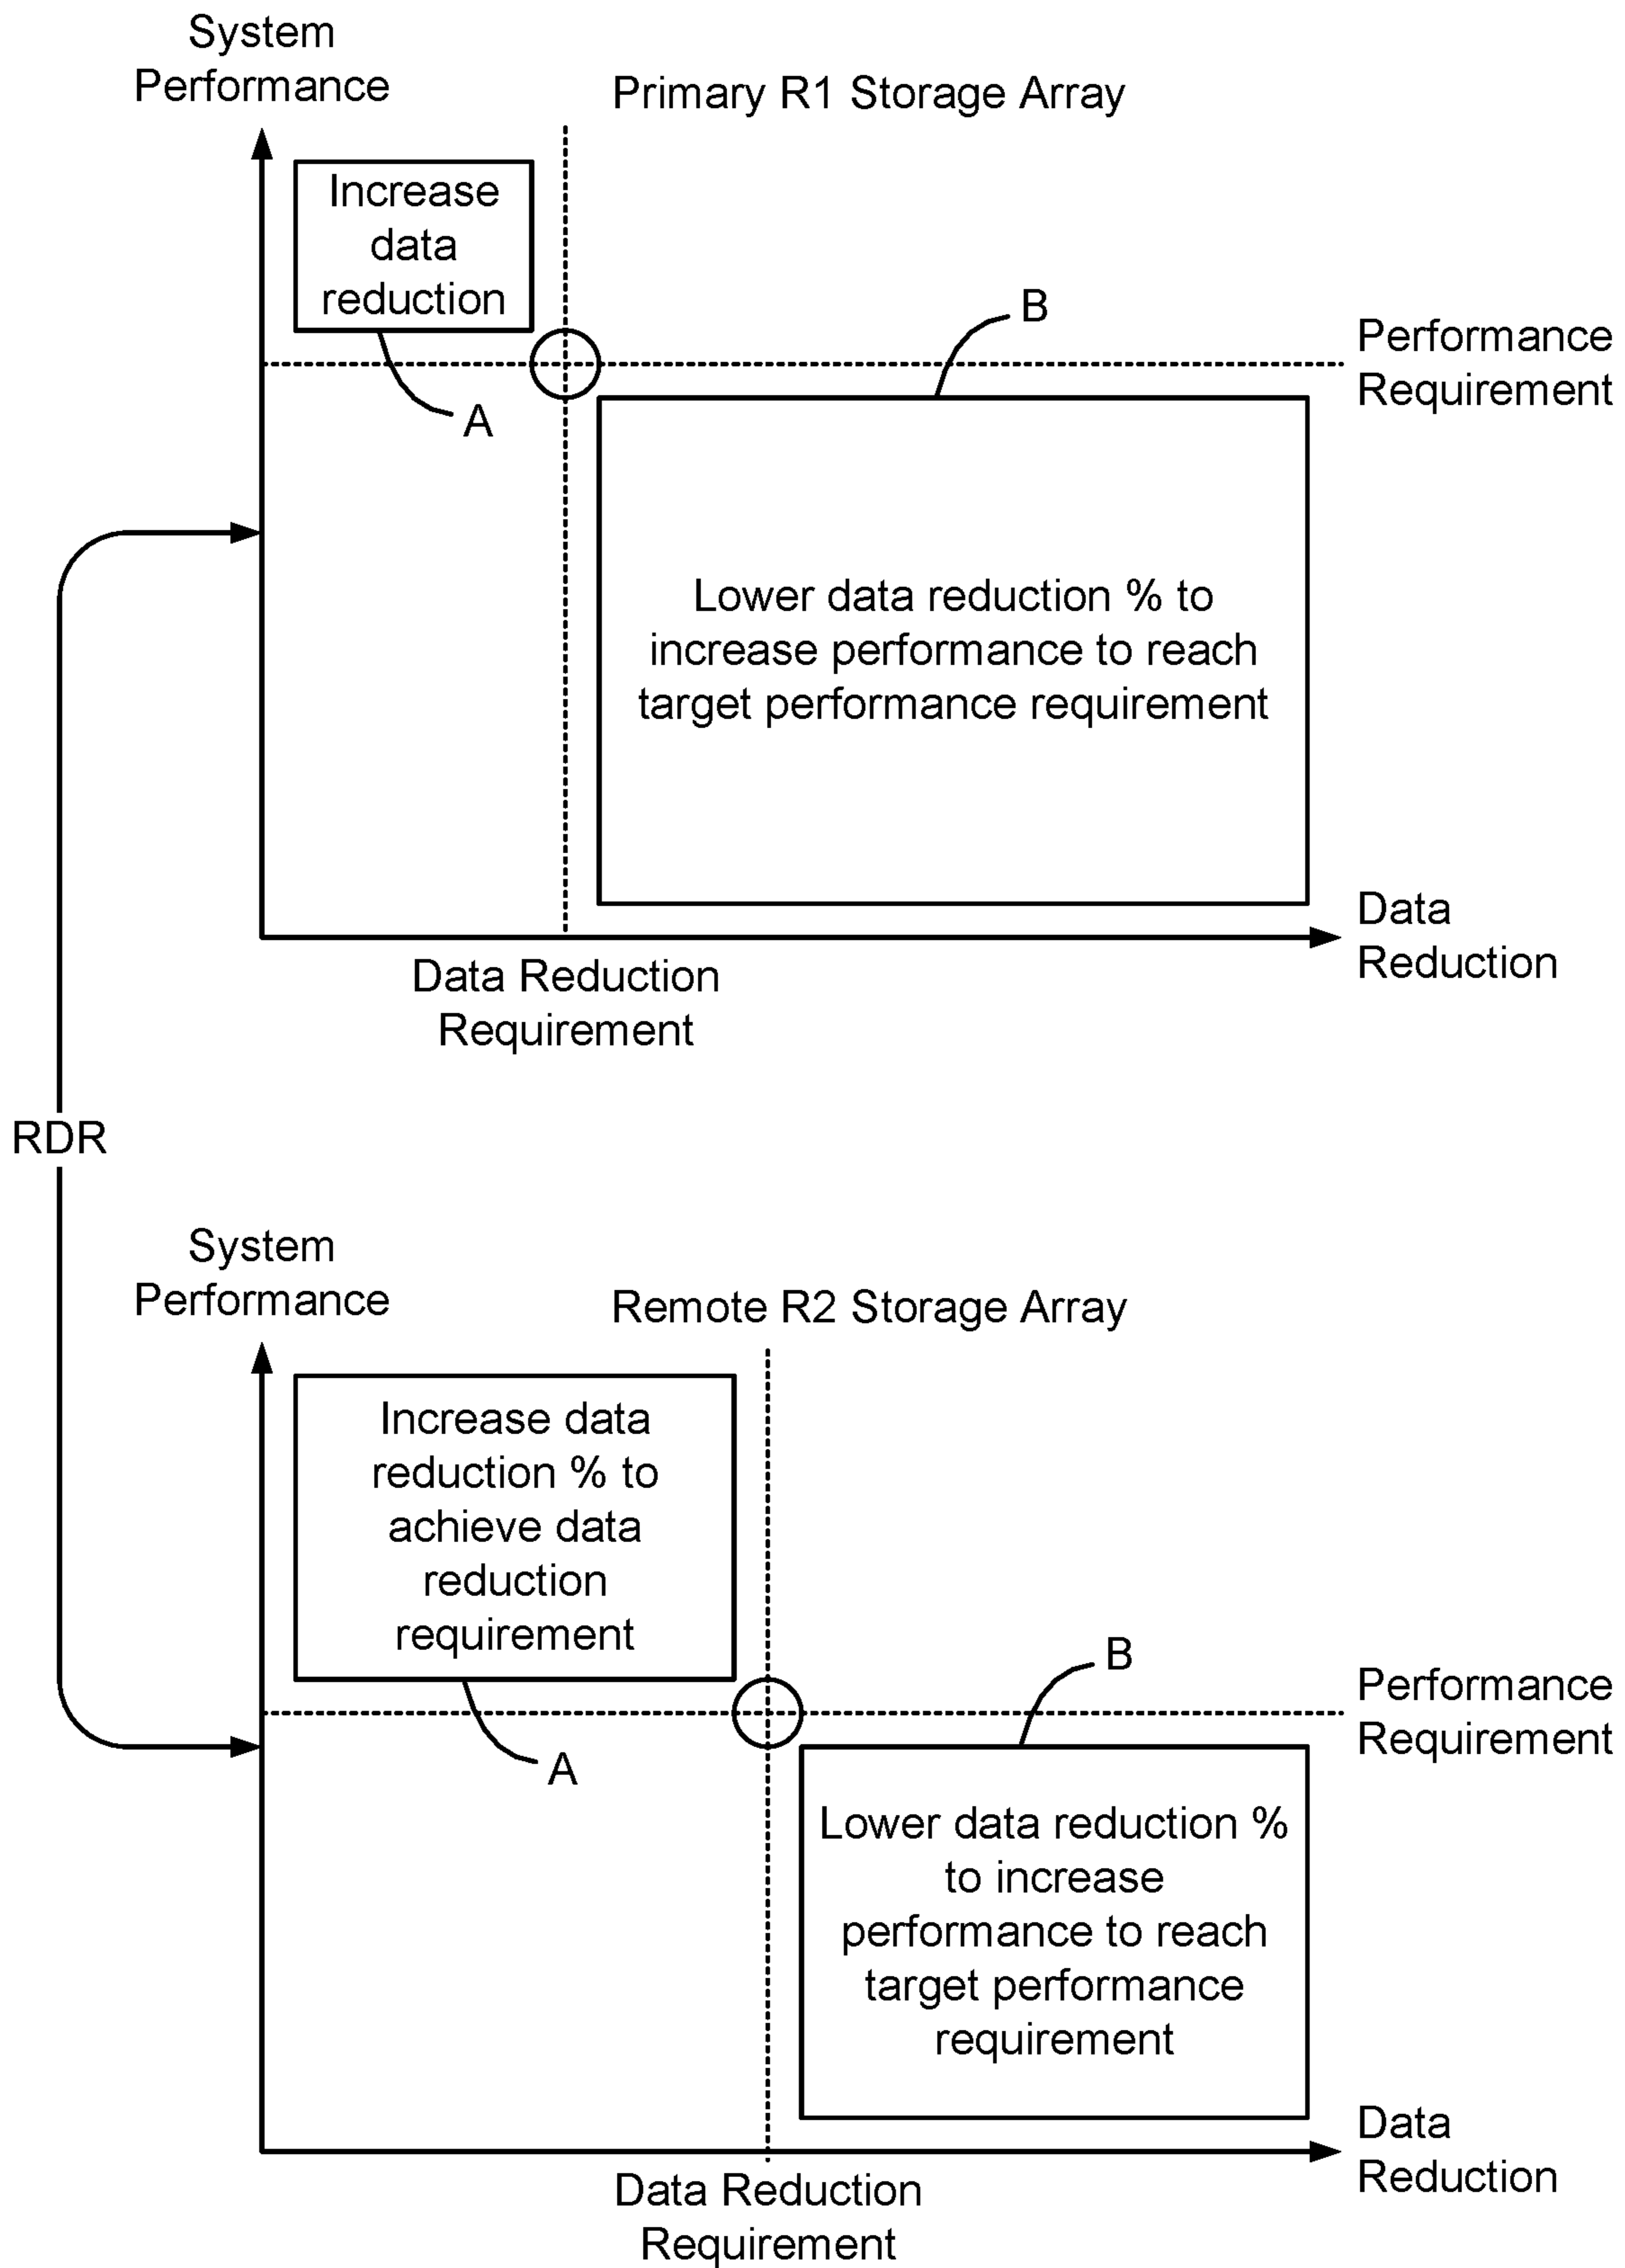 System
Performance
Primary R1 Storage Array
Increase
data
reduction
B
Performance
Requirement
A
Lower data reduction % to
increase performance to reach
target performance requirement
Data
Reduction
Data Reduction
Requirement
RDR
System
Performance
Remote R2 Storage Array
Increase data
reduction % to
achieve data
reduction
requirement
B
Performance
Requirement
A
Lower data reduction %
to increase
performance to reach
target performance
requirement
Data
Reduction
Data Reduction
Requirement